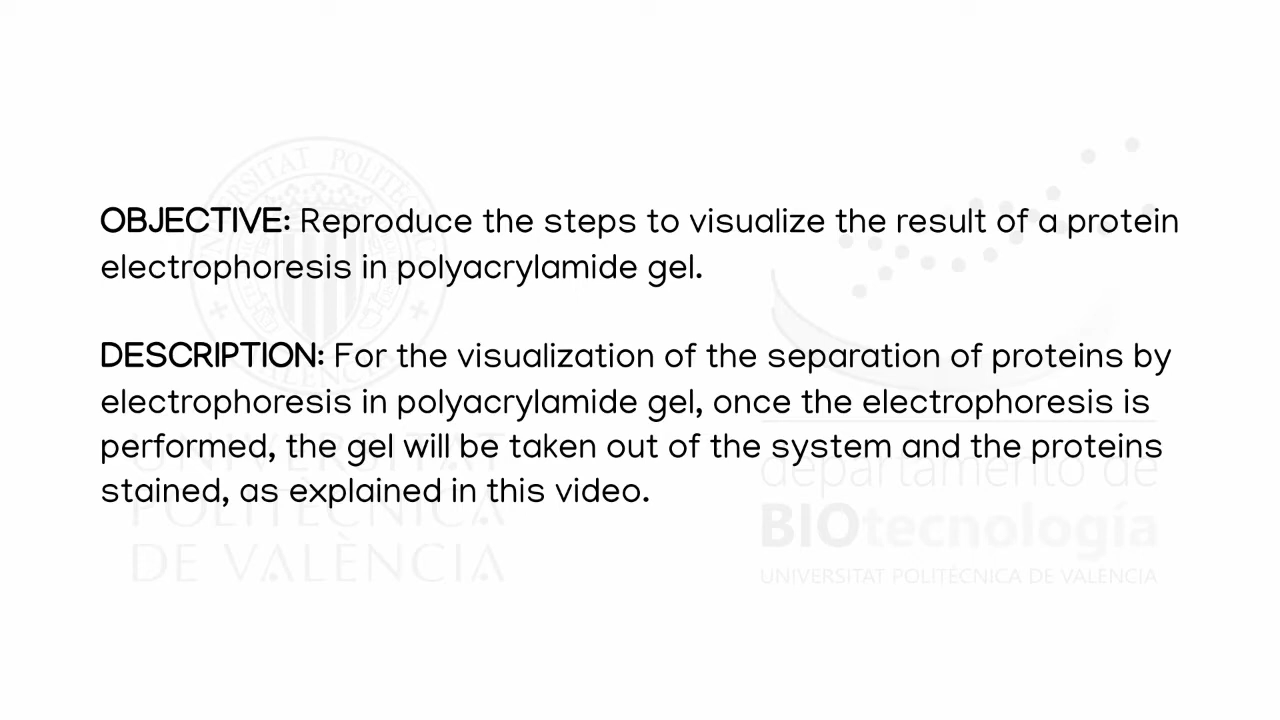 OBJECTIVE: Reproduce the steps to visualize the result of a protein
electrophoresis in polyacrylamide gel.
DESCRIPTION: For the visualization of the separation of proteins by
electrophoresis in polyacrylamide gel, once the electrophoresis is
performed, the gel will be taken out of the system and the proteins
stained, as explained in this video.
UNIVERSITAT
POLITÈCNICA
DE VALÈNCIA
departamento de
BIOtecnología
UNIVERSITAT POLITÈCNICA DE VALÈNCIA